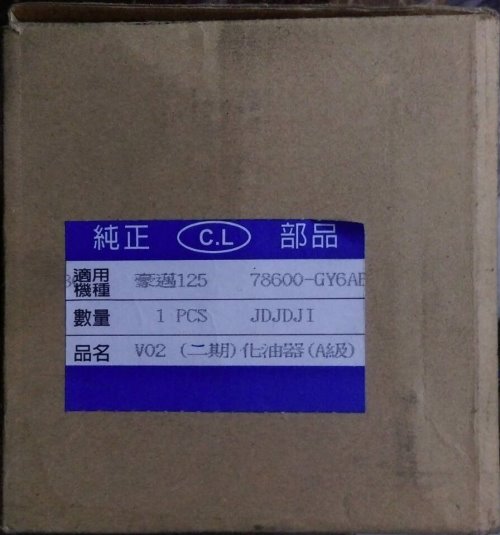 純正 C.L 部品
適用機種 豪邁125 78600-GY6AE
數量 1 PCS JDJDJI
品名 V02 (二期)化油器(A級)